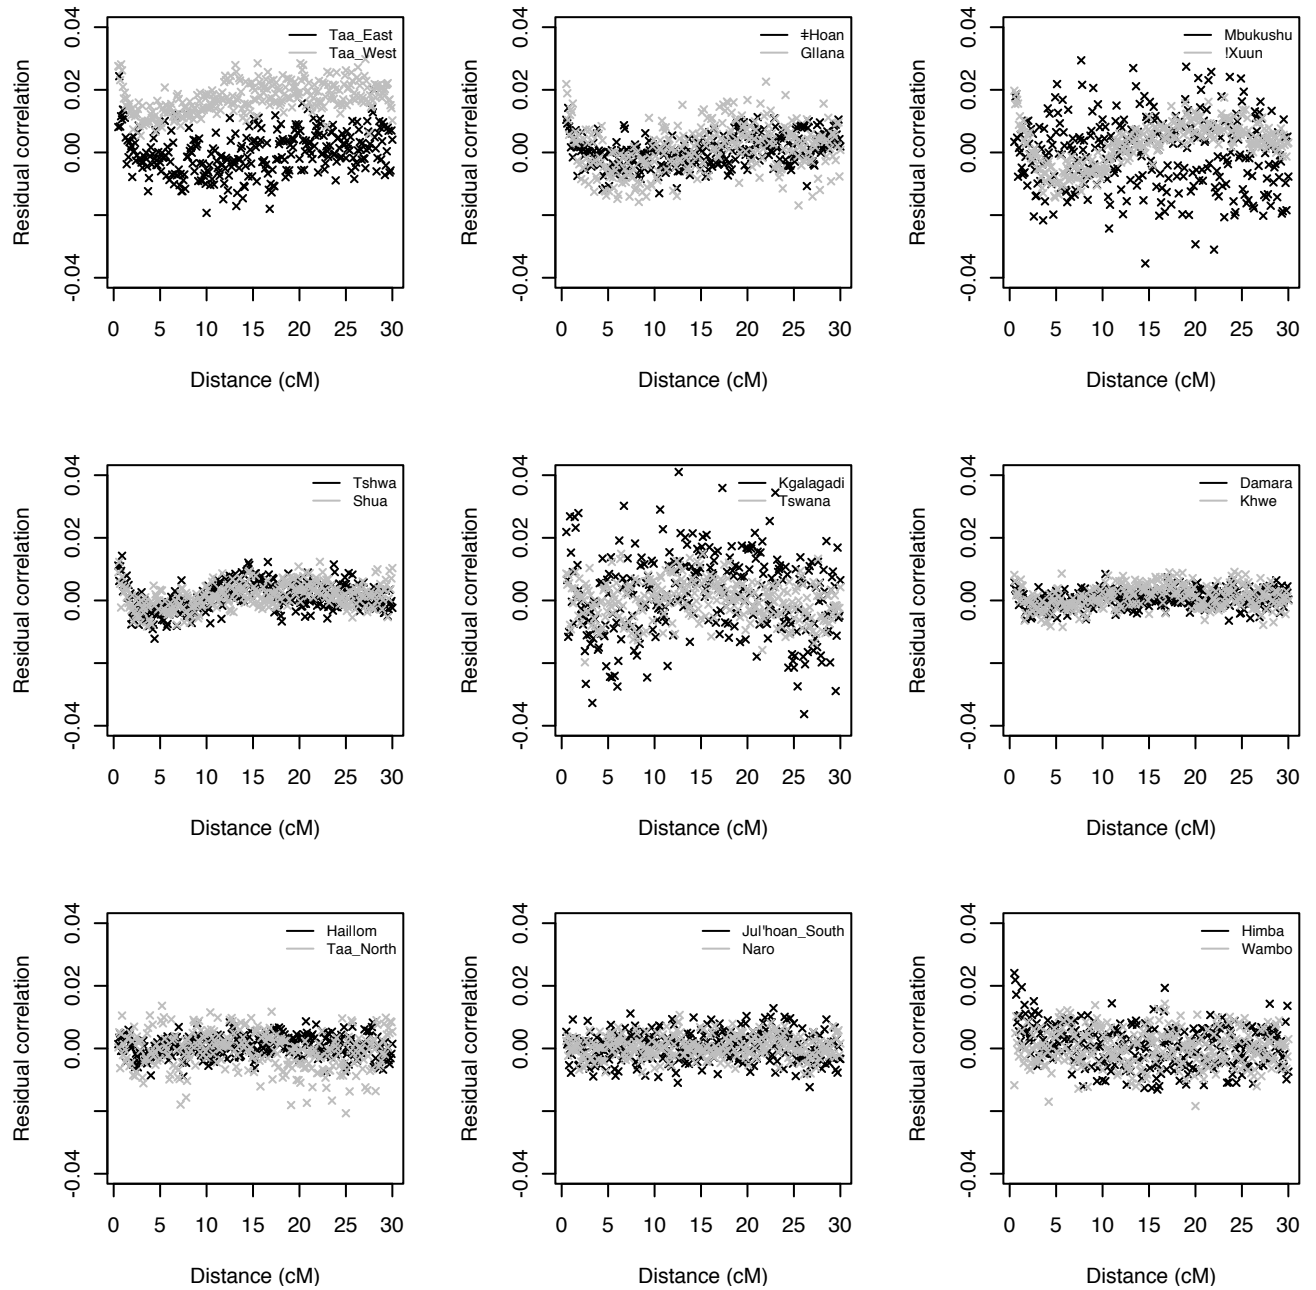 0.04
0.02
0.00
-0.04
Residual correlation
Taa_East
Taa_West
0 5 10 15 20 25 30
Distance (cM)
0.04
0.02
0.00
-0.04
Residual correlation
ǂHoan
Gllana
0 5 10 15 20 25 30
Distance (cM)
0.04
0.02
0.00
-0.04
Residual correlation
Mbukushu
!Xuun
0 5 10 15 20 25 30
Distance (cM)
0.04
0.02
0.00
-0.04
Residual correlation
Tshwa
Shua
0 5 10 15 20 25 30
Distance (cM)
0.04
0.02
0.00
-0.04
Residual correlation
Kgalagadi
Tswana
0 5 10 15 20 25 30
Distance (cM)
0.04
0.02
0.00
-0.04
Residual correlation
Damara
Khwe
0 5 10 15 20 25 30
Distance (cM)
0.04
0.02
0.00
-0.04
Residual correlation
Haillom
Taa_North
0 5 10 15 20 25 30
Distance (cM)
0.04
0.02
0.00
-0.04
Residual correlation
Jul'hoan_South
Naro
0 5 10 15 20 25 30
Distance (cM)
0.04
0.02
0.00
-0.04
Residual correlation
Himba
Wambo
0 5 10 15 20 25 30
Distance (cM)